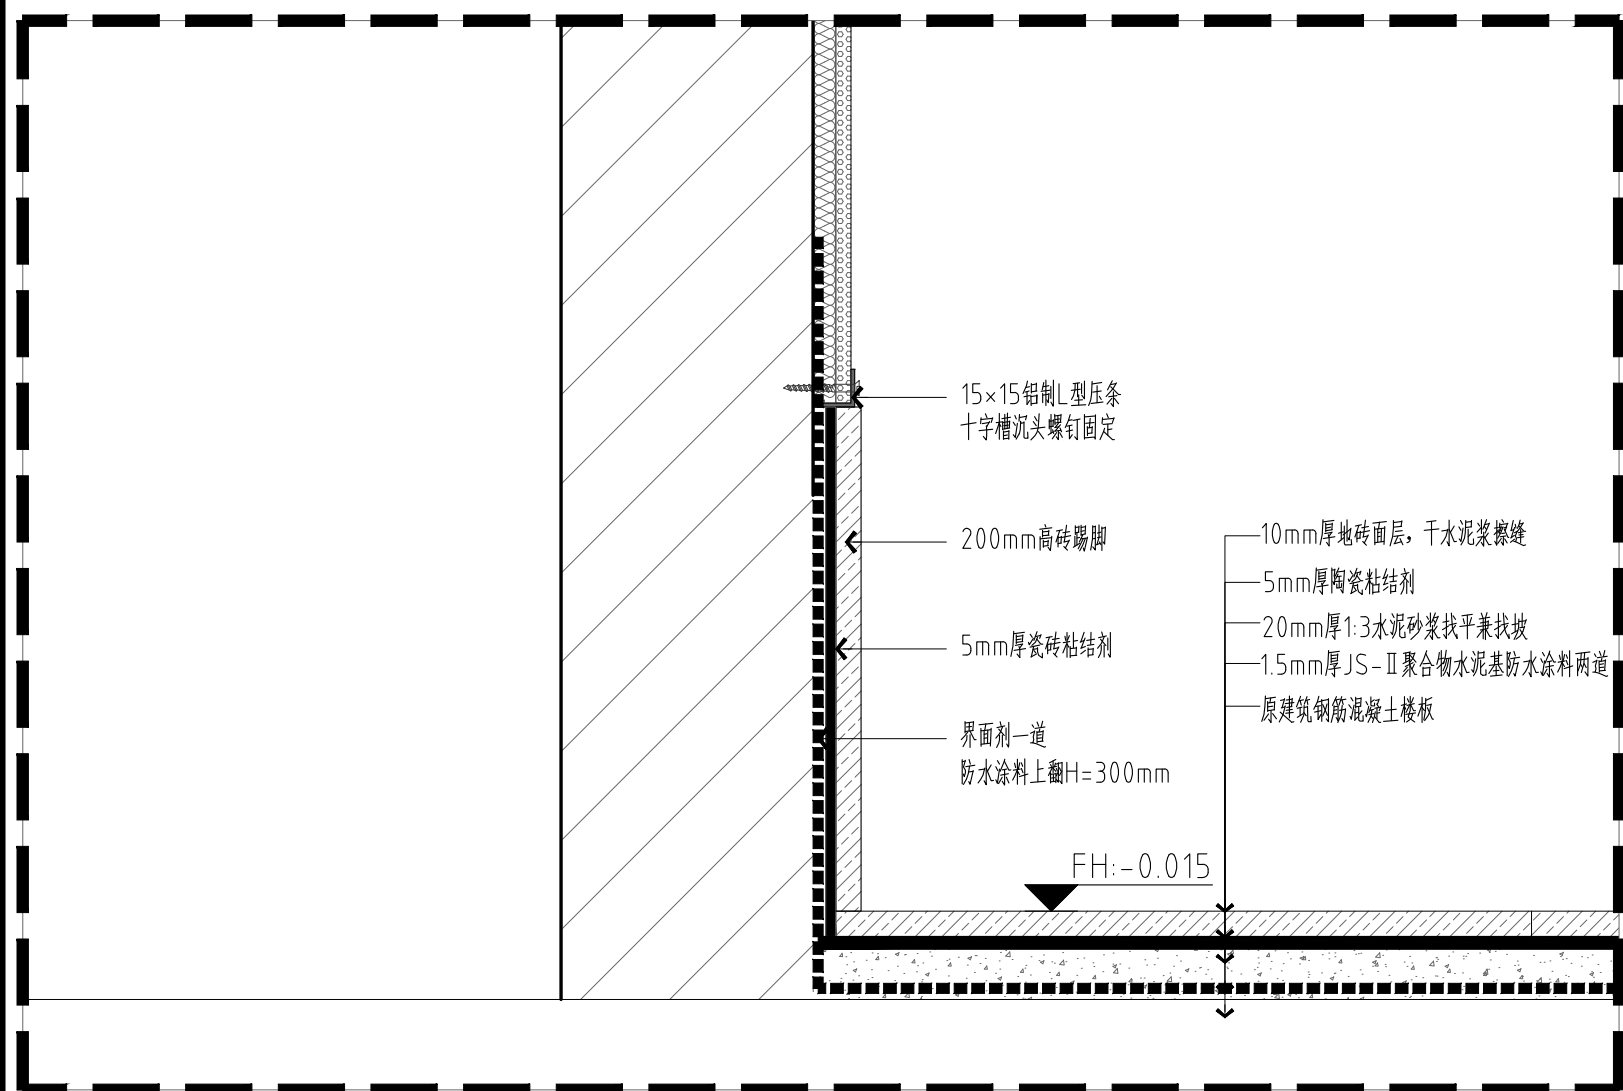 15×15铝制L型压条
十字槽沉头螺钉固定
200mm高砖踢脚
5mm厚瓷砖粘结剂
界面剂一道
防水涂料上翻H=300mm
10mm厚地砖面层，干水泥浆擦缝
5mm厚陶瓷粘结剂
20mm厚1:3水泥砂浆找平兼找坡
1.5mm厚JS-Ⅱ聚合物水泥基防水涂料两道
原建筑钢筋混凝土楼板
FH:-0.015